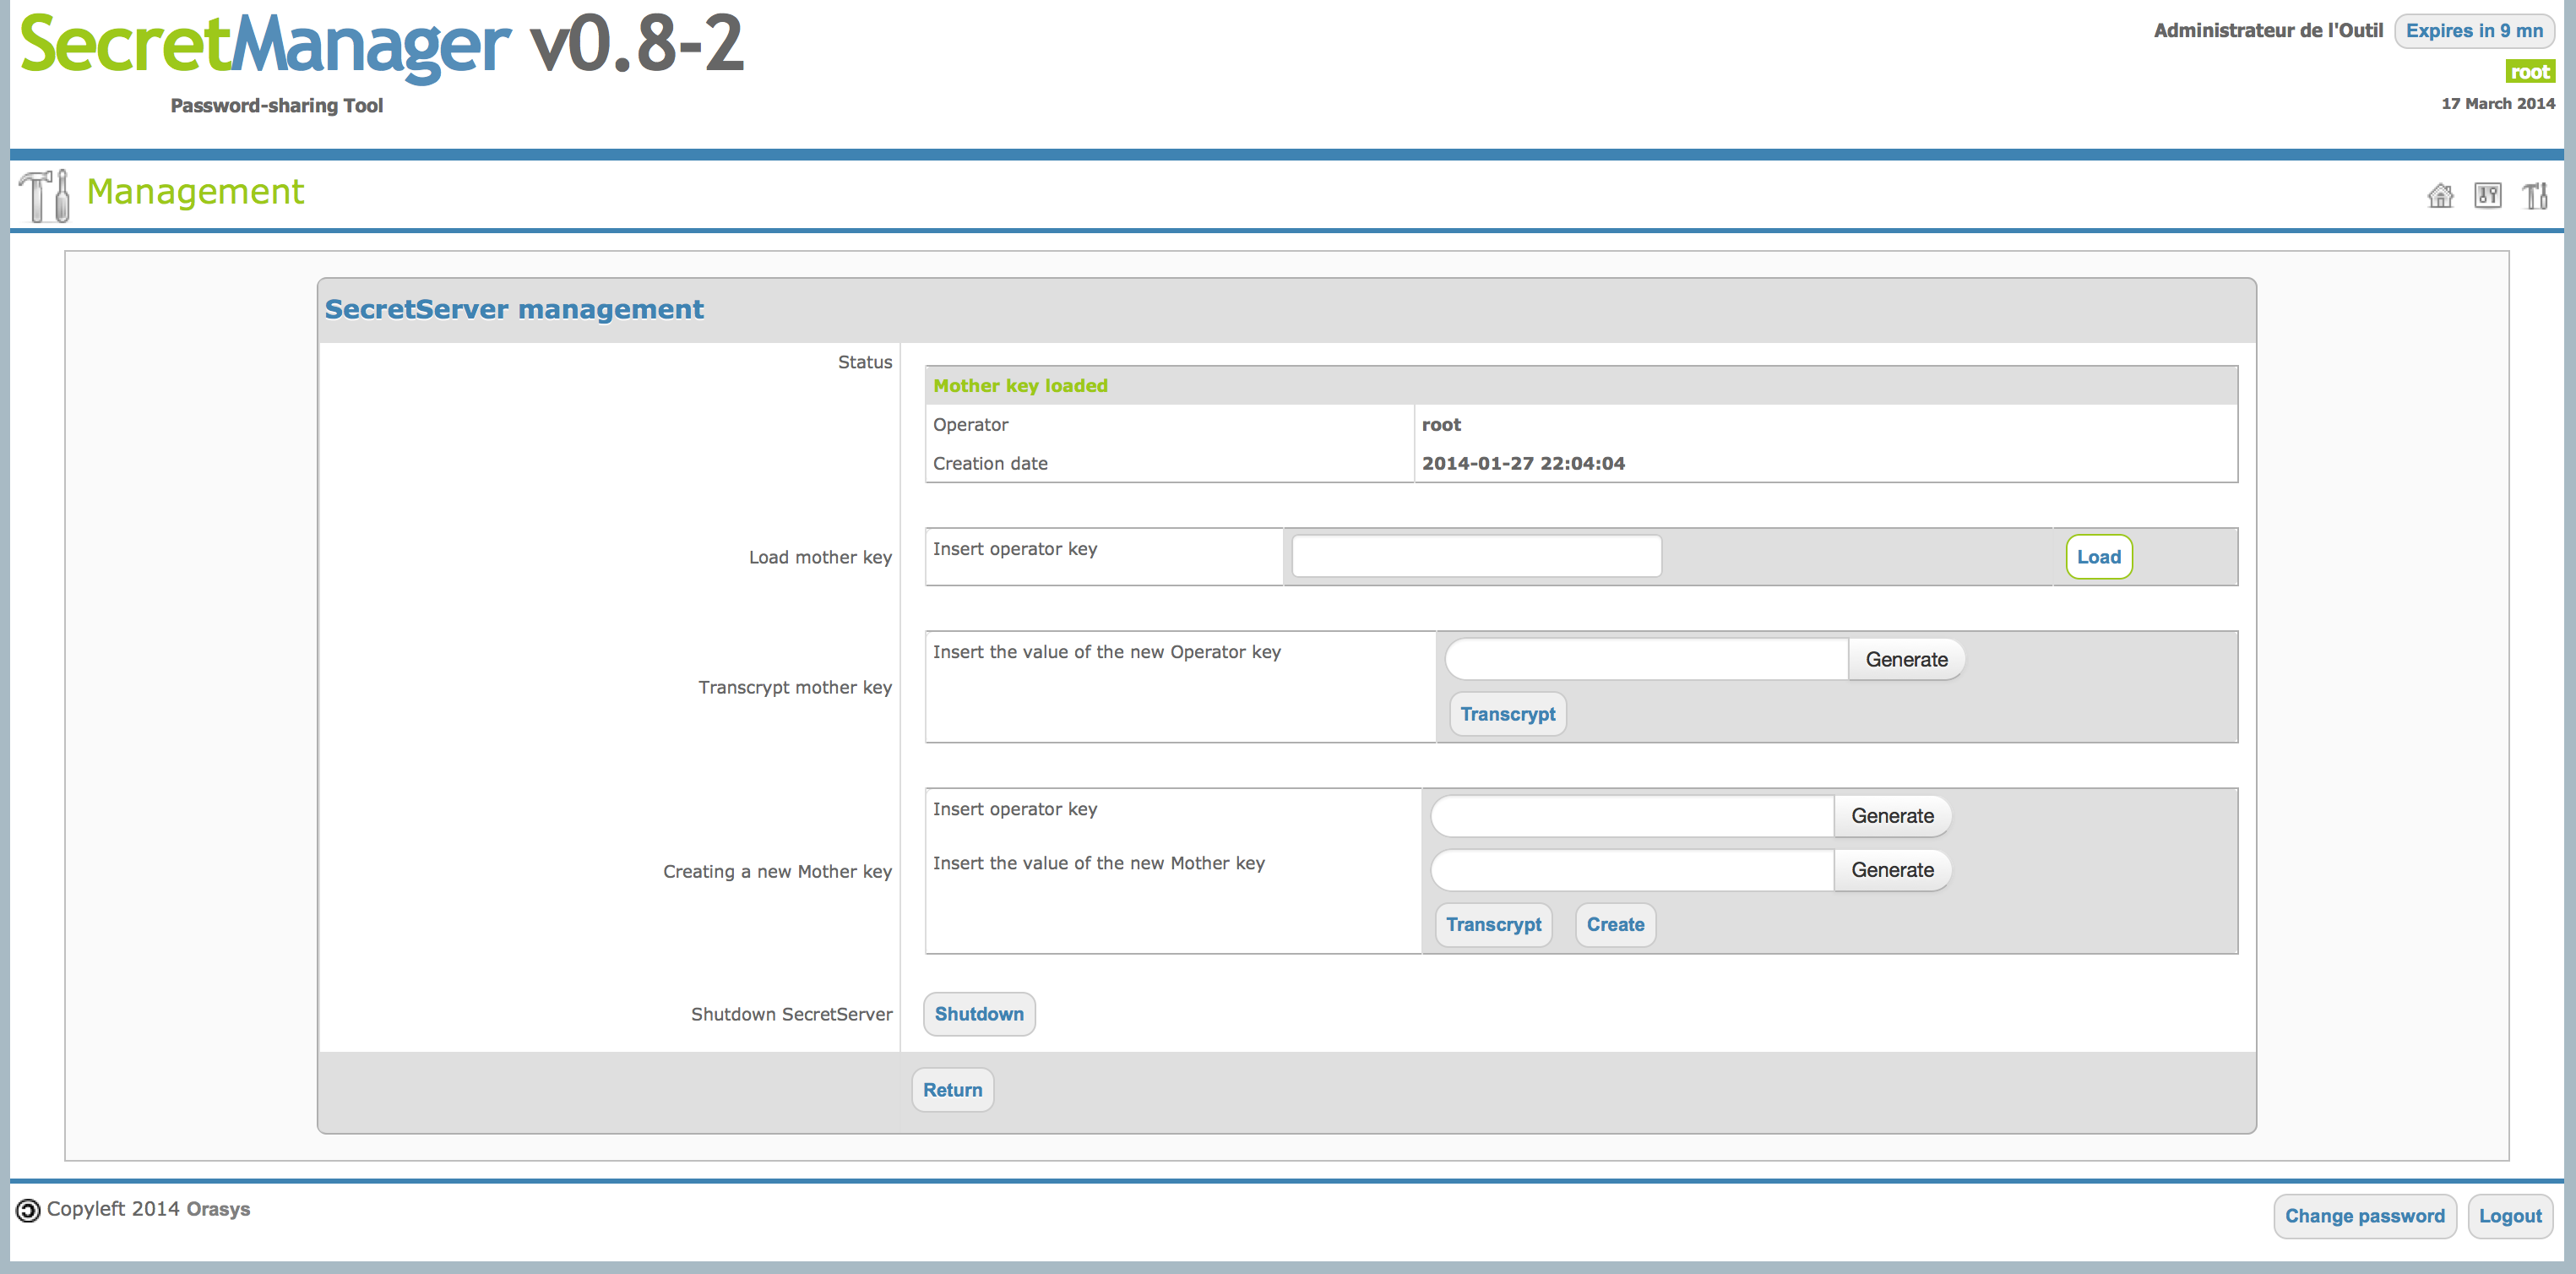 SecretManager v0.8-2
Password-sharing Tool
Administrateur de l'Outil Expires in 9 mn
root
17 March 2014
Management
SecretServer management
Status
Mother key loaded
Operator root
Creation date 2014-01-27 22:04:04
Load mother key Insert operator key Load
Transcrypt mother key Insert the value of the new Operator key Generate
Transcrypt
Creating a new Mother key Insert operator key Generate
Insert the value of the new Mother key Generate
Transcrypt Create
Shutdown SecretServer Shutdown
Return
Copyleft 2014 Orasys
Change password Logout